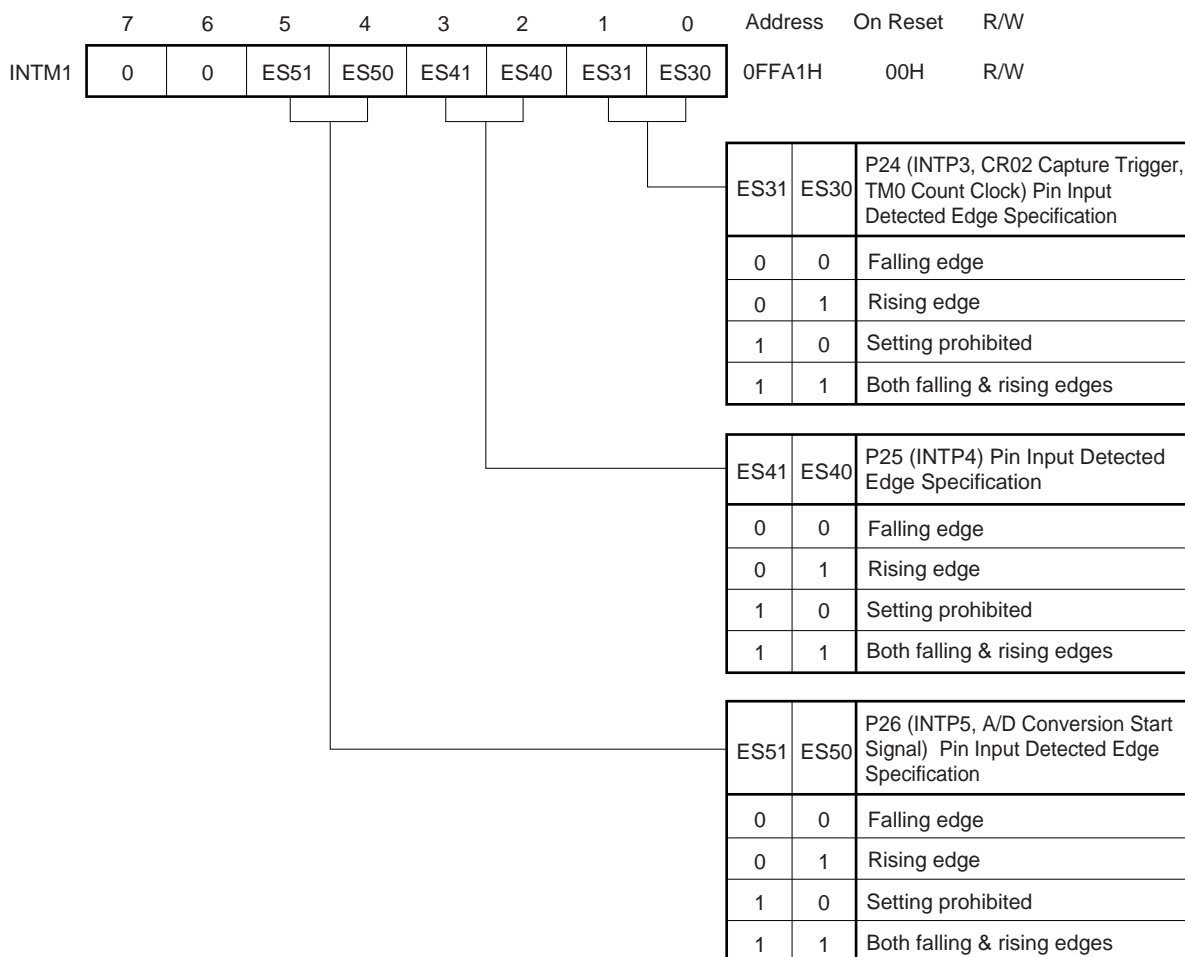 7 6 5 4 3 2 1 0 Address On Reset R/W
INTM1 0 0 ES51 ES50 ES41 ES40 ES31 ES30 0FFA1H 00H R/W
ES31 ES30 P24 (INTP3, CR02 Capture Trigger,
TM0 Count Clock) Pin Input
Detected Edge Specification
0 0 Falling edge
0 1 Rising edge
1 0 Setting prohibited
1 1 Both falling & rising edges
ES41 ES40 P25 (INTP4) Pin Input Detected
Edge Specification
0 0 Falling edge
0 1 Rising edge
1 0 Setting prohibited
1 1 Both falling & rising edges
ES51 ES50 P26 (INTP5, A/D Conversion Start
Signal) Pin Input Detected Edge
Specification
0 0 Falling edge
0 1 Rising edge
1 0 Setting prohibited
1 1 Both falling & rising edges